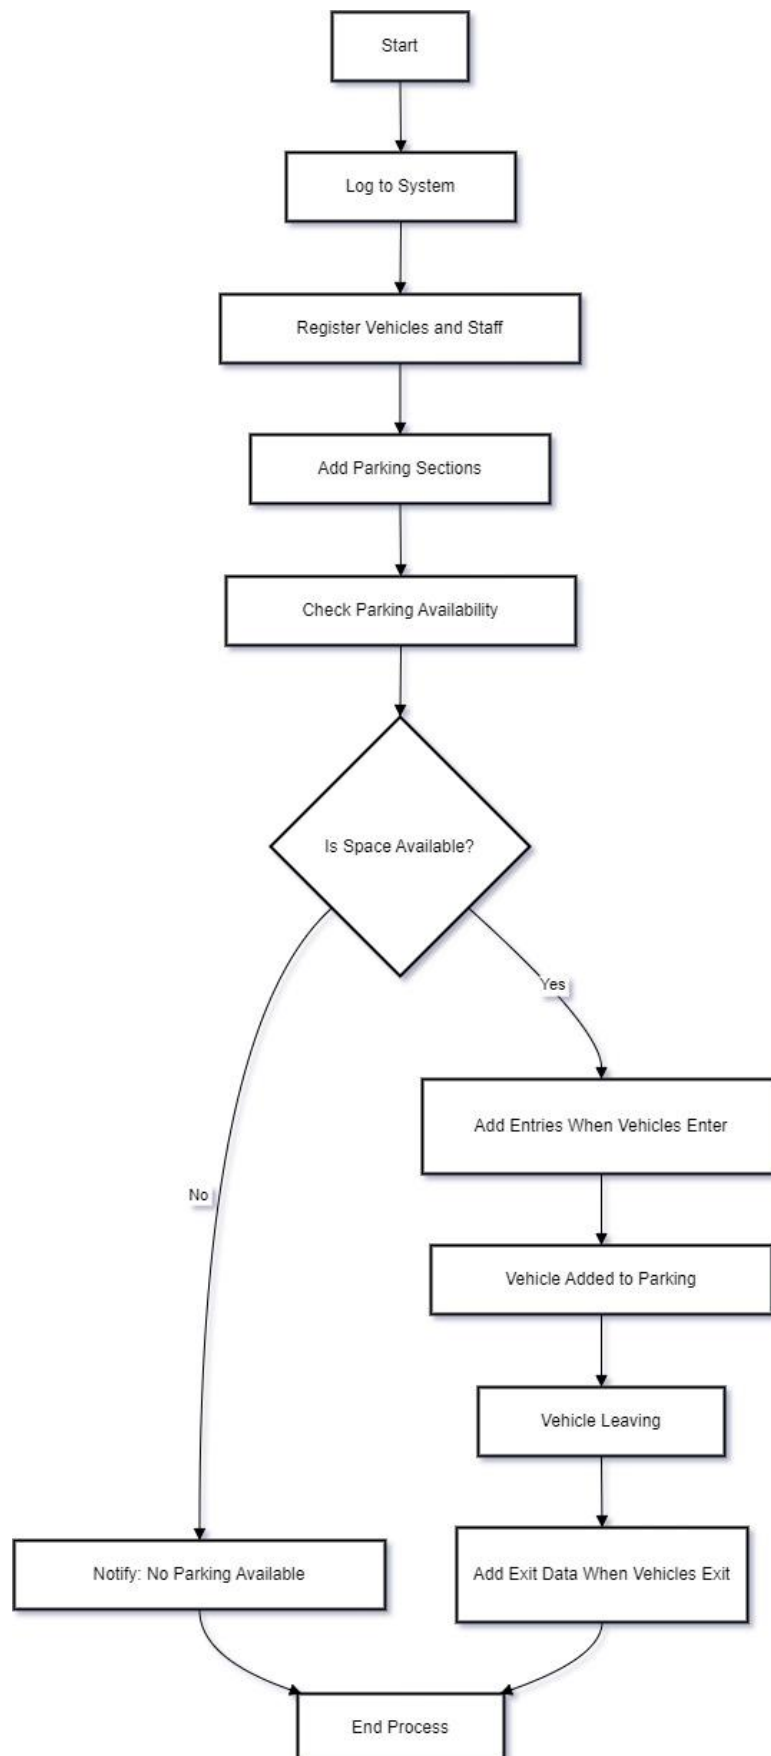 Start
Log to System
Register Vehicles and Staff
Add Parking Sections
Check Parking Availability
Is Space Available?
Yes
Add Entries When Vehicles Enter
No
Vehicle Added to Parking
Vehicle Leaving
Notify: No Parking Available
Add Exit Data When Vehicles Exit
End Process